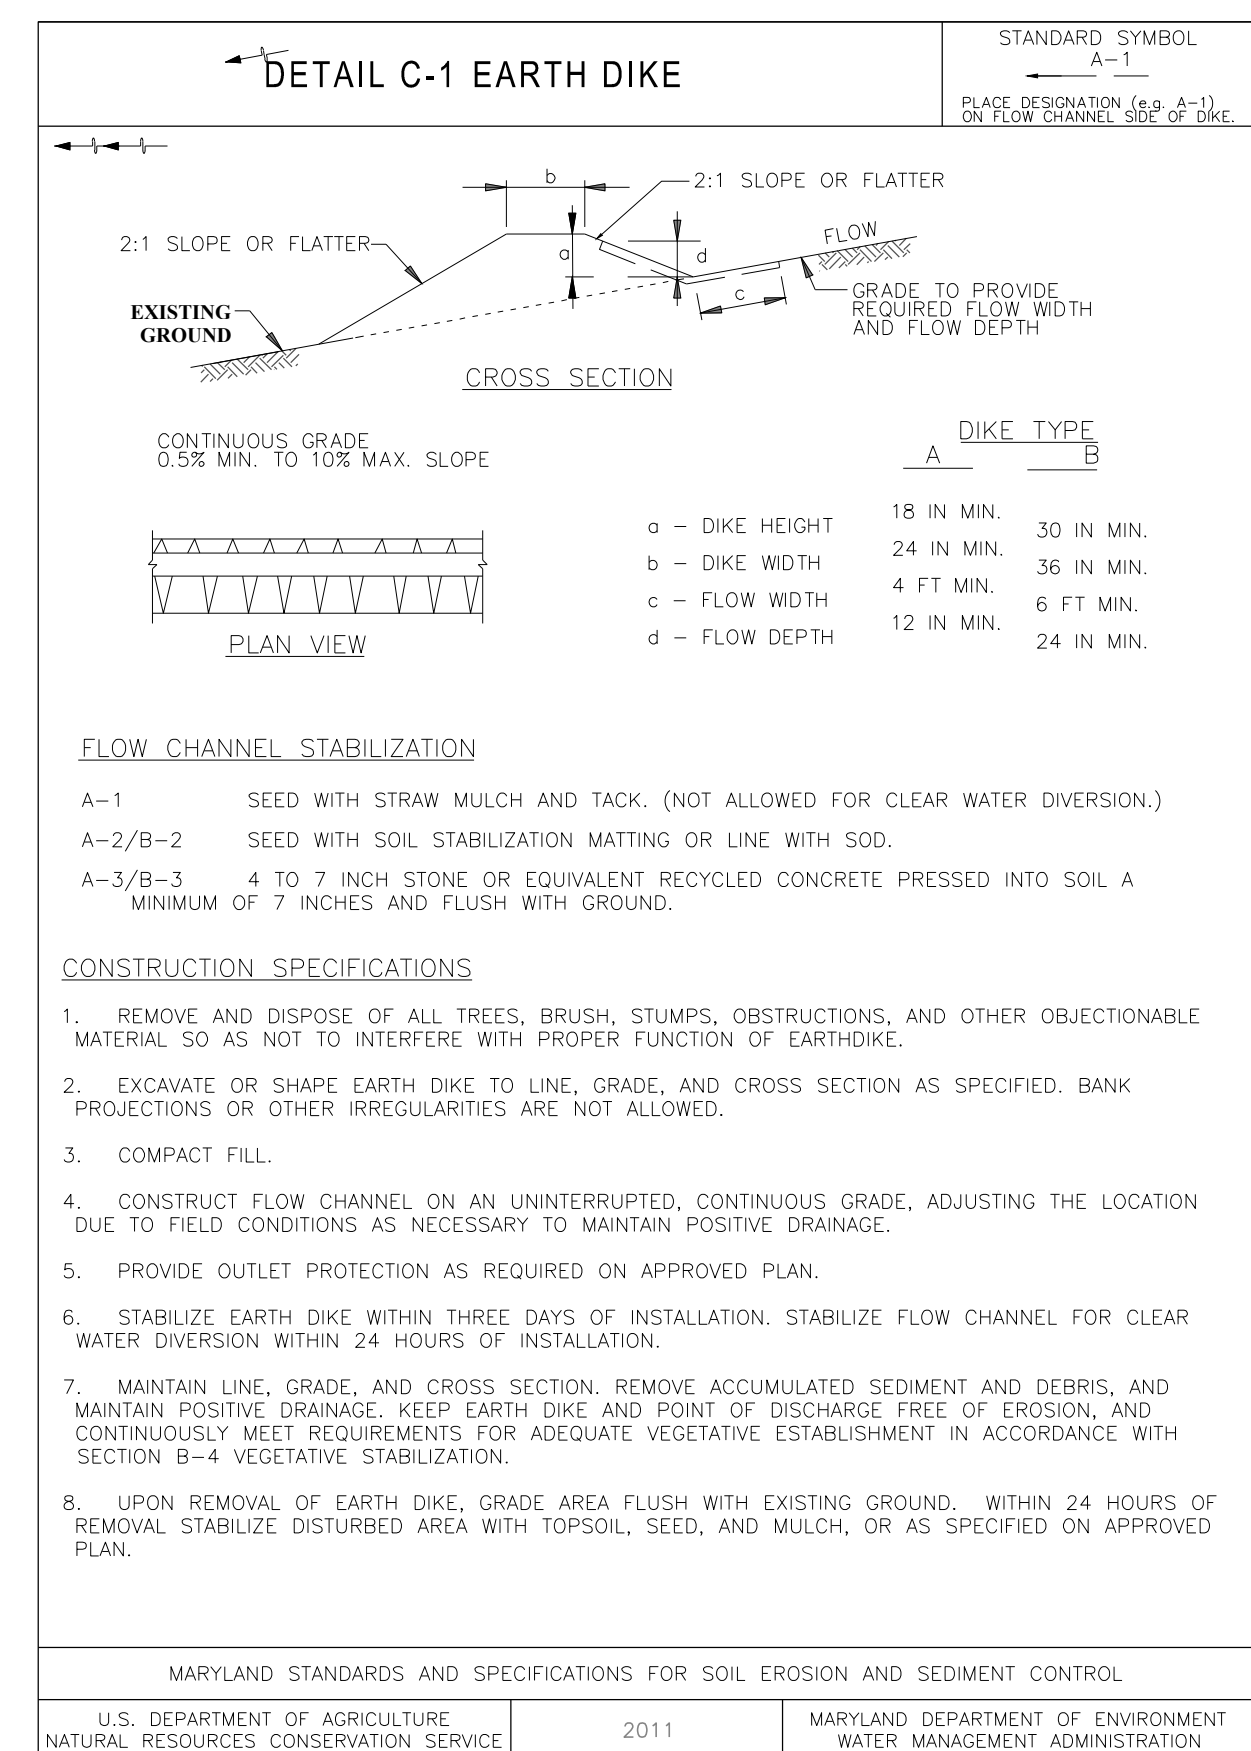 DETAIL C-1 EARTH DIKE
STANDARD SYMBOL
A-1
PLACE DESIGNATION (e.g. A-1)
ON FLOW CHANNEL SIDE OF DIKE.
b
2:1 SLOPE OR FLATTER
2:1 SLOPE OR FLATTER
a
d
FLOW
c
EXISTING
GROUND
GRADE TO PROVIDE
REQUIRED FLOW WIDTH
AND FLOW DEPTH
CROSS SECTION
CONTINUOUS GRADE
0.5% MIN. TO 10% MAX. SLOPE
PLAN VIEW
DIKE TYPE
A B
a - DIKE HEIGHT 18 IN MIN. 30 IN MIN.
b - DIKE WIDTH 24 IN MIN. 36 IN MIN.
c - FLOW WIDTH 4 FT MIN. 6 FT MIN.
d - FLOW DEPTH 12 IN MIN. 24 IN MIN.
FLOW CHANNEL STABILIZATION
A-1 SEED WITH STRAW MULCH AND TACK. (NOT ALLOWED FOR CLEAR WATER DIVERSION.)
A-2/B-2 SEED WITH SOIL STABILIZATION MATTING OR LINE WITH SOD.
A-3/B-3 4 TO 7 INCH STONE OR EQUIVALENT RECYCLED CONCRETE PRESSED INTO SOIL A
MINIMUM OF 7 INCHES AND FLUSH WITH GROUND.
CONSTRUCTION SPECIFICATIONS
1. REMOVE AND DISPOSE OF ALL TREES, BRUSH, STUMPS, OBSTRUCTIONS, AND OTHER OBJECTIONABLE
MATERIAL SO AS NOT TO INTERFERE WITH PROPER FUNCTION OF EARTHDIKE.
2. EXCAVATE OR SHAPE EARTH DIKE TO LINE, GRADE, AND CROSS SECTION AS SPECIFIED. BANK
PROJECTIONS OR OTHER IRREGULARITIES ARE NOT ALLOWED.
3. COMPACT FILL.
4. CONSTRUCT FLOW CHANNEL ON AN UNINTERRUPTED, CONTINUOUS GRADE, ADJUSTING THE LOCATION
DUE TO FIELD CONDITIONS AS NECESSARY TO MAINTAIN POSITIVE DRAINAGE.
5. PROVIDE OUTLET PROTECTION AS REQUIRED ON APPROVED PLAN.
6. STABILIZE EARTH DIKE WITHIN THREE DAYS OF INSTALLATION. STABILIZE FLOW CHANNEL FOR CLEAR
WATER DIVERSION WITHIN 24 HOURS OF INSTALLATION.
7. MAINTAIN LINE, GRADE, AND CROSS SECTION. REMOVE ACCUMULATED SEDIMENT AND DEBRIS, AND
MAINTAIN POSITIVE DRAINAGE. KEEP EARTH DIKE AND POINT OF DISCHARGE FREE OF EROSION, AND
CONTINUOUSLY MEET REQUIREMENTS FOR ADEQUATE VEGETATIVE ESTABLISHMENT IN ACCORDANCE WITH
SECTION B-4 VEGETATIVE STABILIZATION.
8. UPON REMOVAL OF EARTH DIKE, GRADE AREA FLUSH WITH EXISTING GROUND. WITHIN 24 HOURS OF
REMOVAL STABILIZE DISTURBED AREA WITH TOPSOIL, SEED, AND MULCH, OR AS SPECIFIED ON APPROVED
PLAN.
MARYLAND STANDARDS AND SPECIFICATIONS FOR SOIL EROSION AND SEDIMENT CONTROL
U.S. DEPARTMENT OF AGRICULTURE
NATURAL RESOURCES CONSERVATION SERVICE
2011
MARYLAND DEPARTMENT OF ENVIRONMENT
WATER MANAGEMENT ADMINISTRATION